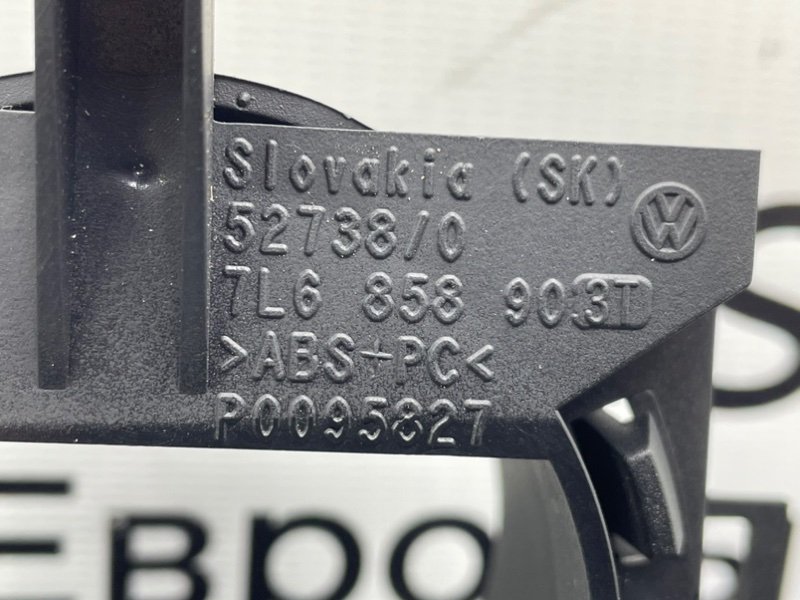 Slovakia (SK)
52738/0
7L6 858 903T
>ABS+PC<
P0095827